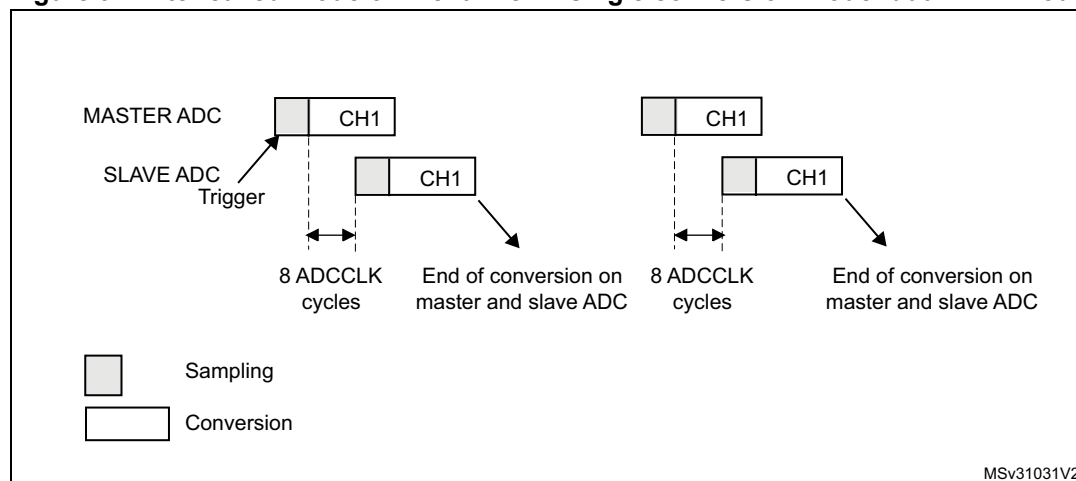 MASTER ADC
CH1
CH1
SLAVE ADC
CH1
CH1
Trigger
8 ADCCLK
cycles
End of conversion on
master and slave ADC
8 ADCCLK
cycles
End of conversion on
master and slave ADC
Sampling
Conversion
MSv31031V2